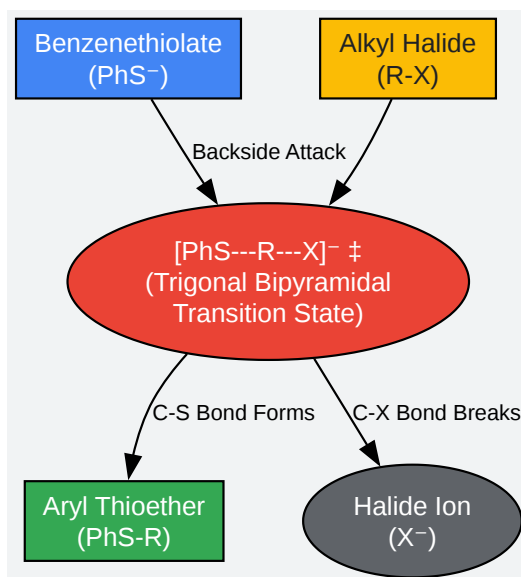 Benzenethiolate
(PhS⁻)
Alkyl Halide
(R-X)
Backside Attack
[PhS---R---X]⁻ ‡
(Trigonal Bipyramidal
Transition State)
C-S Bond Forms
C-X Bond Breaks
Aryl Thioether
(PhS-R)
Halide Ion
(X⁻)